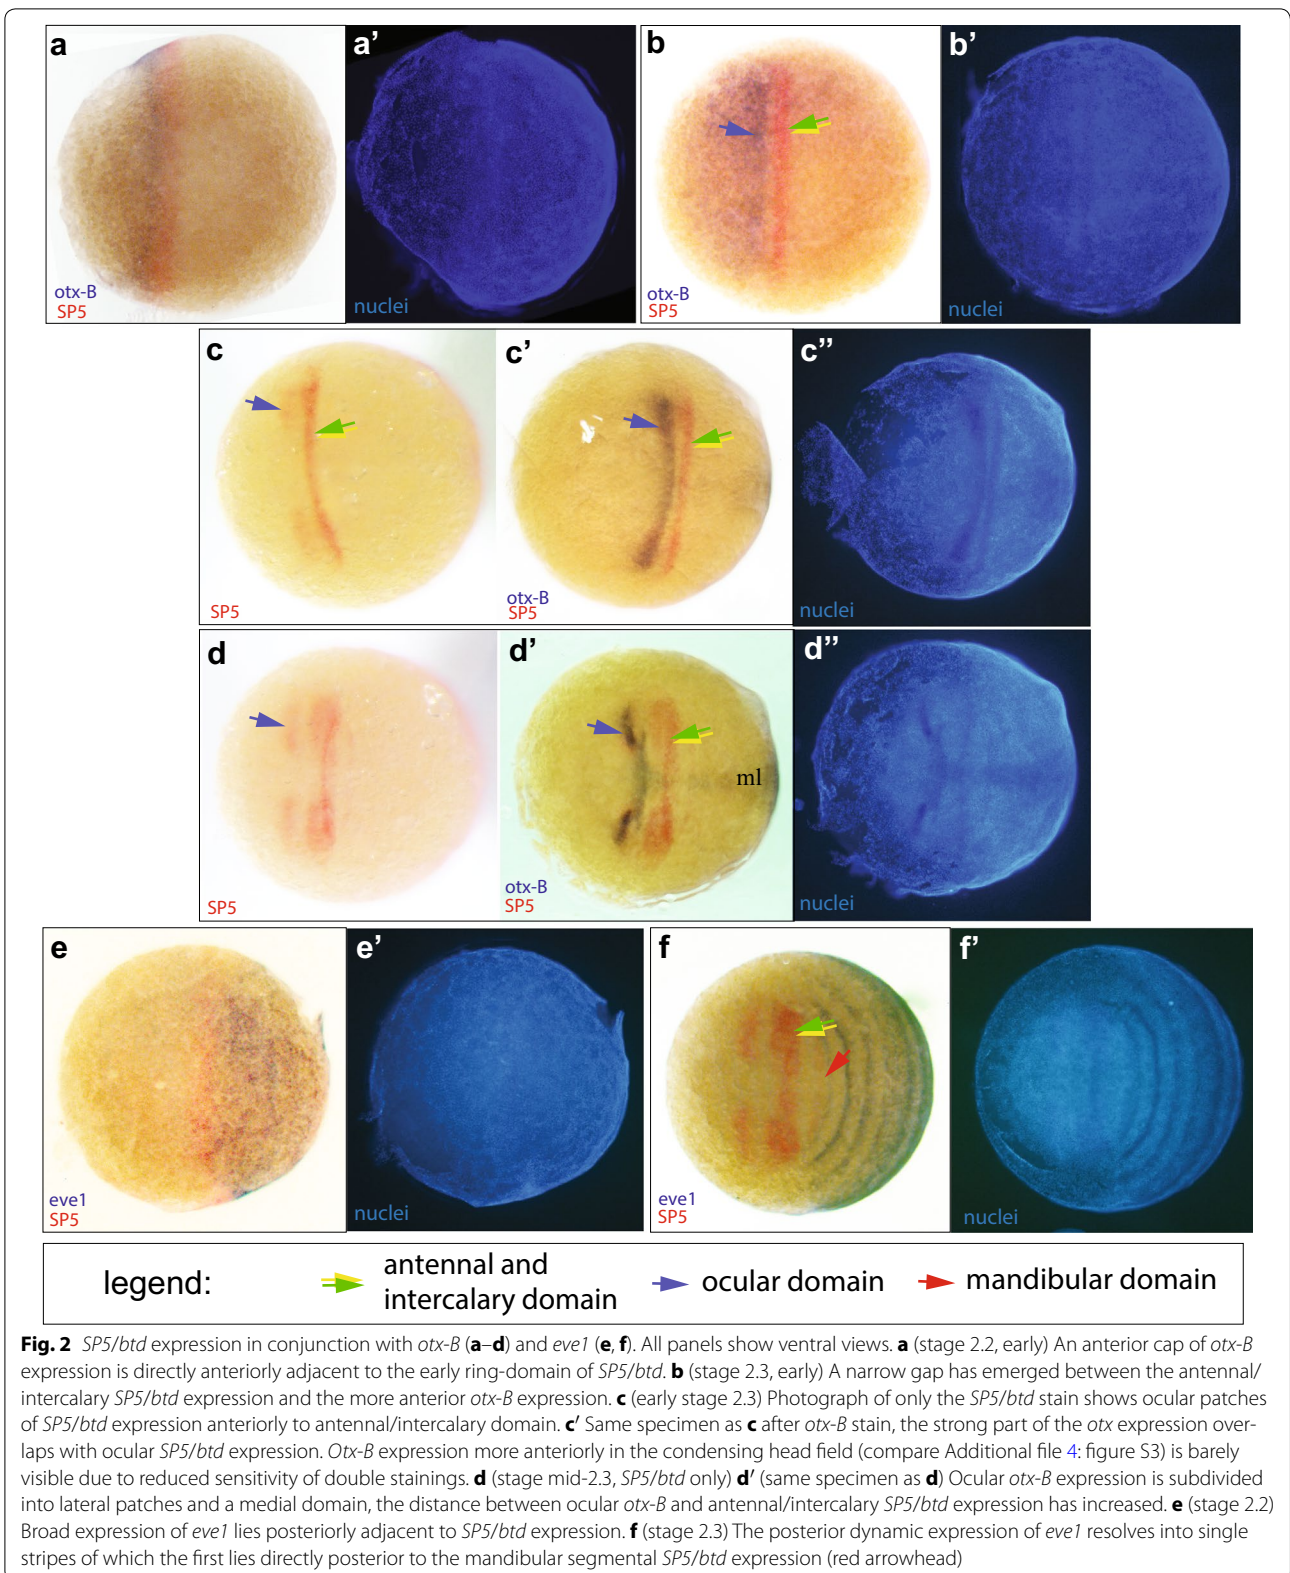 a
a’
b
b’
otx-B
SP5
nuclei
otx-B
SP5
nuclei
c
c’
c’’
SP5
otx-B
SP5
nuclei
d
d’
d’’
ml
SP5
otx-B
SP5
nuclei
e
e’
f
f’
eve1
SP5
nuclei
eve1
SP5
nuclei
legend:
antennal and
intercalary domain
ocular domain
mandibular domain
Fig. 2 SP5/btd expression in conjunction with otx-B (a–d) and eve1 (e, f). All panels show ventral views. a (stage 2.2, early) An anterior cap of otx-B
expression is directly anteriorly adjacent to the early ring-domain of SP5/btd. b (stage 2.3, early) A narrow gap has emerged between the antennal/
intercalary SP5/btd expression and the more anterior otx-B expression. c (early stage 2.3) Photograph of only the SP5/btd stain shows ocular patches
of SP5/btd expression anteriorly to antennal/intercalary domain. c′ Same specimen as c after otx-B stain, the strong part of the otx expression over-
laps with ocular SP5/btd expression. Otx-B expression more anteriorly in the condensing head field (compare Additional file 4: figure S3) is barely
visible due to reduced sensitivity of double stainings. d (stage mid-2.3, SP5/btd only) d′ (same specimen as d) Ocular otx-B expression is subdivided
into lateral patches and a medial domain, the distance between ocular otx-B and antennal/intercalary SP5/btd expression has increased. e (stage 2.2)
Broad expression of eve1 lies posteriorly adjacent to SP5/btd expression. f (stage 2.3) The posterior dynamic expression of eve1 resolves into single
stripes of which the first lies directly posterior to the mandibular segmental SP5/btd expression (red arrowhead)